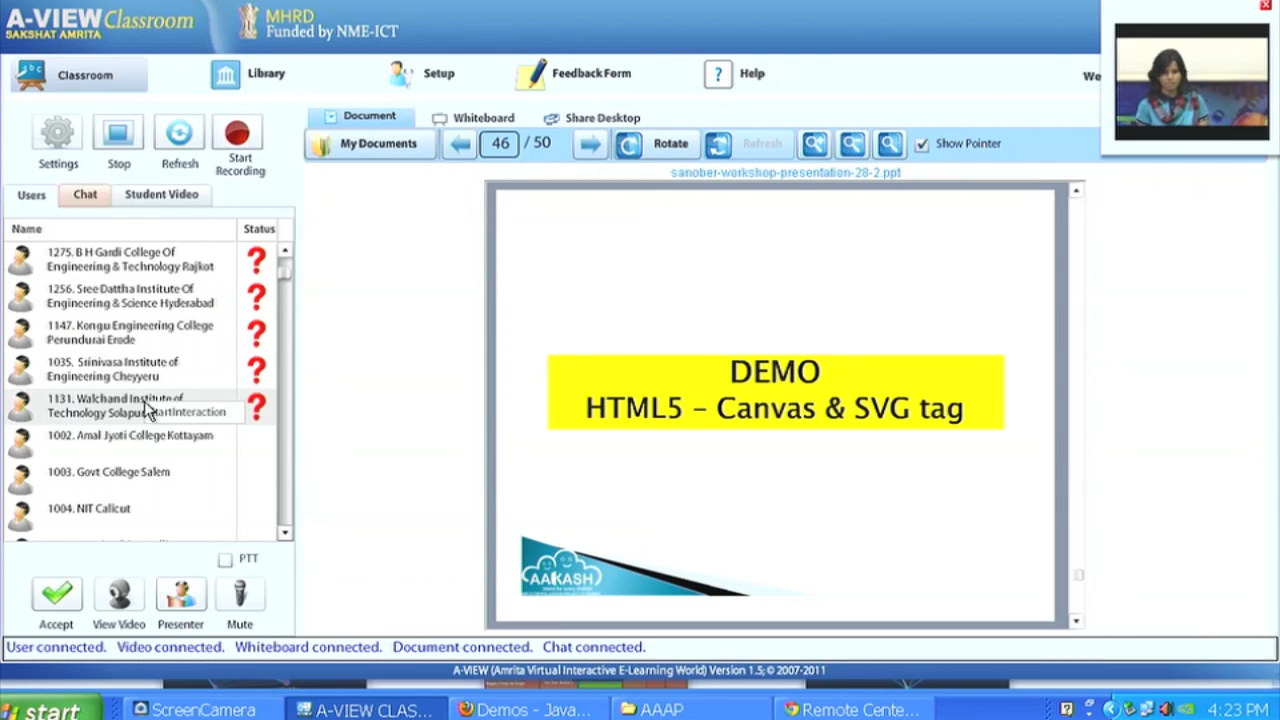 A-VIEW Classroom
SAKSHAT AMRITA
MHRD
Funded by NME-ICT
Classroom
Library
Setup
Feedback Form
? Help
We
Document
Whiteboard
Share Desktop
My Documents
46 / 50
Rotate
Refresh
Show Pointer
Settings
Stop
Refresh
Start
Recording
sanober-workshop-presentation-28-2.ppt
Users
Chat
Student Video
Name
Status
1275. B H Gardi College Of
Engineering & Technology Rajkot
?
1256. Sree Dattha Institute Of
Engineering & Science Hyderabad
?
1147. Kongu Engineering College
Perundurai Erode
?
1035. Srinivasa Institute of
Engineering Cheyyeru
?
1131. Walchand Institute of
Technology Solapur
artInteraction
?
1002. Amal Jyoti College Kottayam
1003. Govt College Salem
1004. NIT Calicut
DEMO
HTML5 – Canvas & SVG tag
AAKASH
PTT
Accept
View Video
Presenter
Mute
User connected. Video connected. Whiteboard connected. Document connected. Chat connected.
A-VIEW (Amrita Virtual Interactive E-Learning World) Version 1.5; © 2007-2011
start
ScreenCamera
A-VIEW CLAS...
Demos - Java...
AAAP
Remote Cente...
4:23 PM